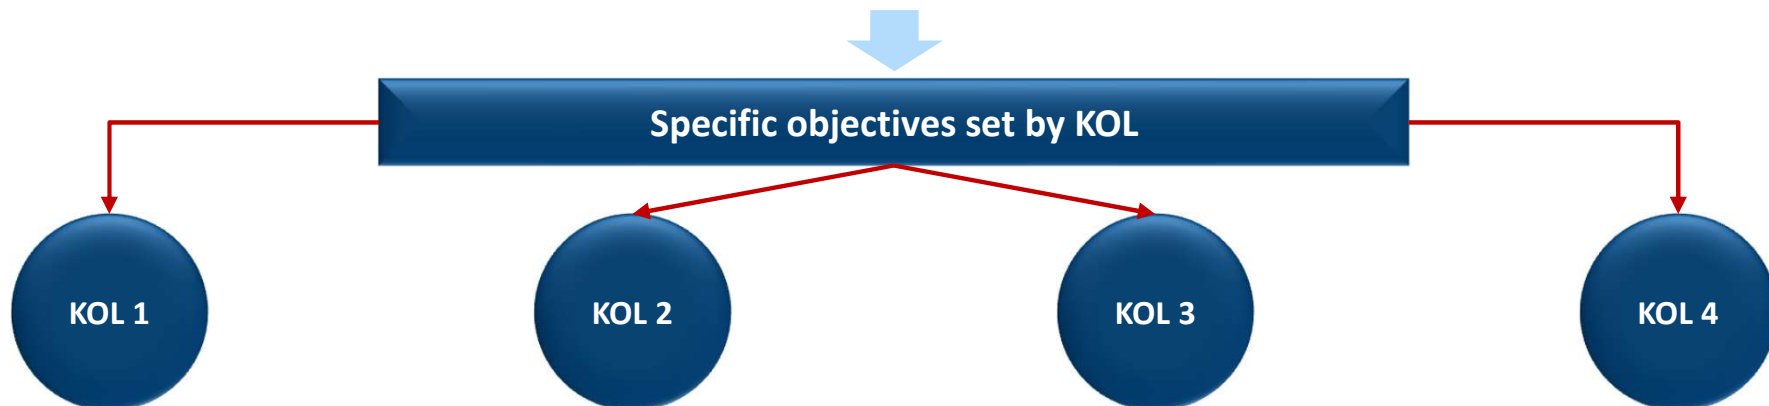 Specific objectives set by KOL
KOL 1
KOL 2
KOL 3
KOL 4